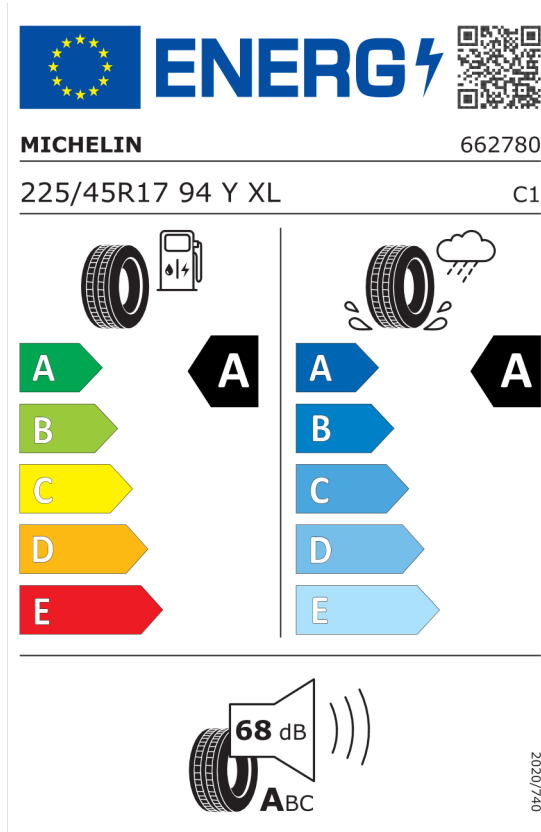 ENERG
MICHELIN 662780
225/45R17 94 Y XL C1
A A
B
C
D
E
A A
B
C
D
E
68 dB
ABC
2020/740